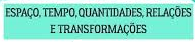 ESPAÇO, TEMPO, QUANTIDADES, RELAÇÕES
E TRANSFORMAÇÕES